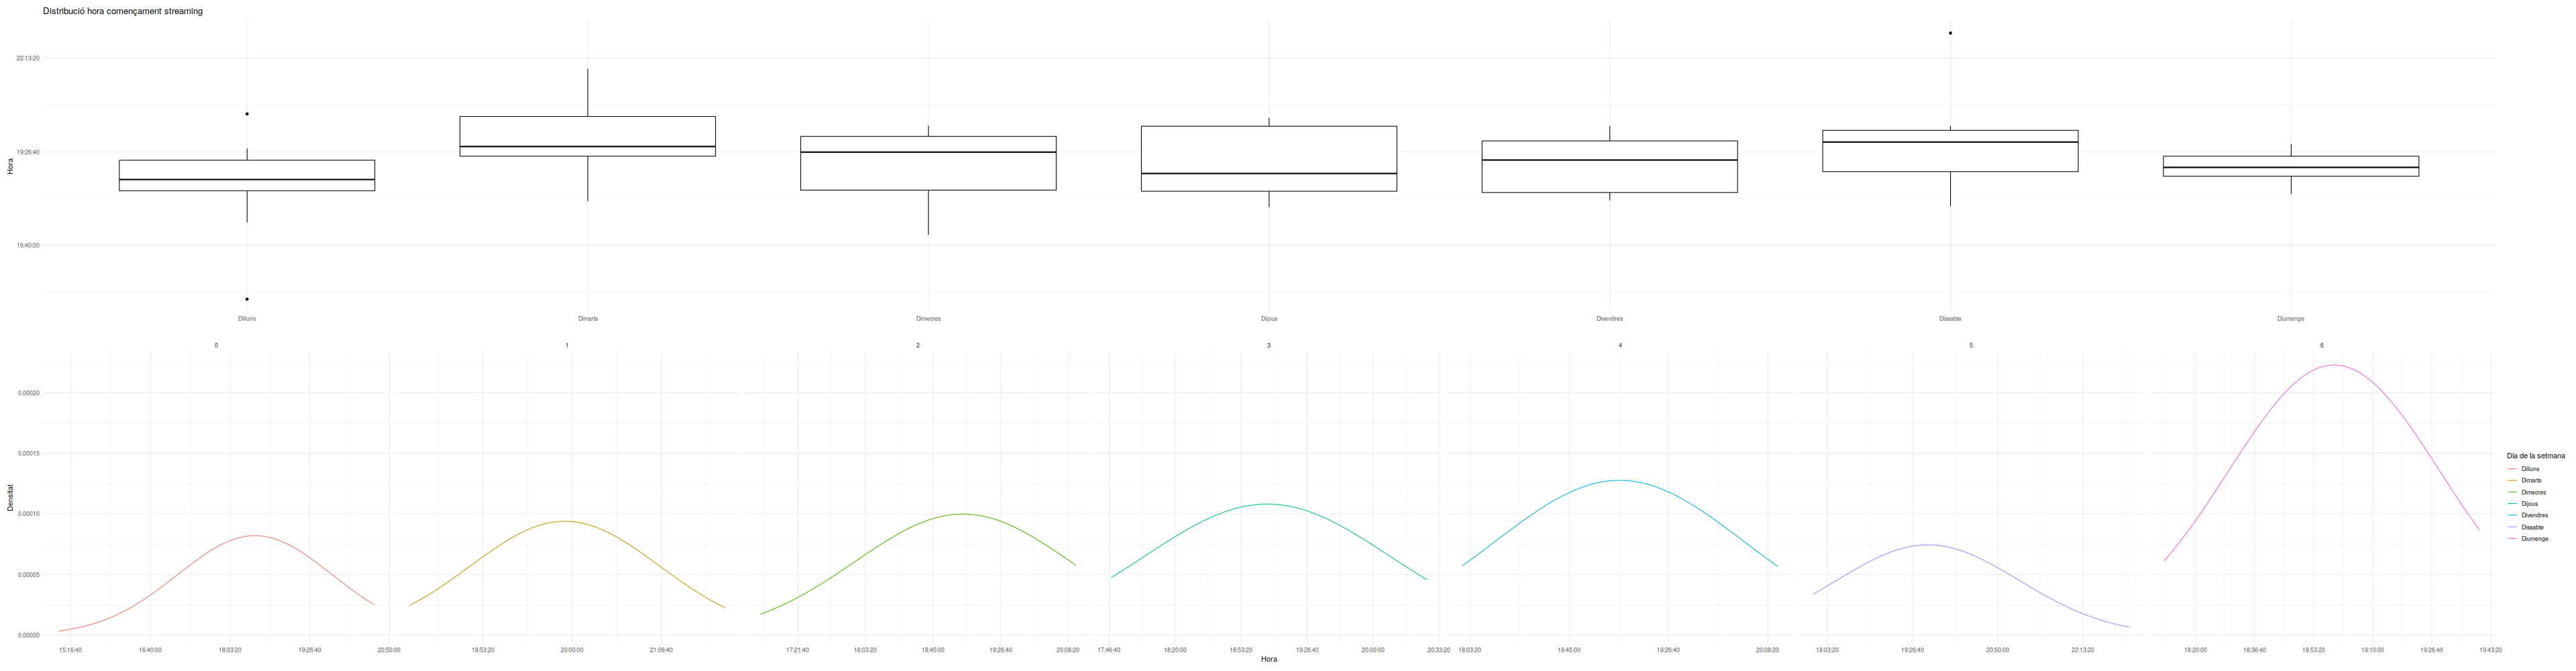 Distribució hora començament streaming
Hora
22:13:20
19:26:40
16:40:00
Dilluns Dimarts Dimecres Dijous Divendres Dissabte Diumenge
0 1 2 3 4 5 6
Densitat
0.00020
0.00015
0.00010
0.00005
0.00000
15:16:40 16:40:00 18:03:20 19:26:40 20:50:00 18:53:20 20:00:00 21:06:40 17:21:40 18:03:20 18:45:00 19:26:40 20:08:20 17:46:40 18:20:00 18:53:20 19:26:40 20:00:00 20:33:20 18:03:20 18:45:00 19:26:40 20:08:20 18:03:20 19:26:40 20:50:00 22:13:20 18:20:00 18:36:40 18:53:20 19:10:00 19:26:40 19:43:20
Hora
Dia de la setmana
Dilluns
Dimarts
Dimecres
Dijous
Divendres
Dissabte
Diumenge